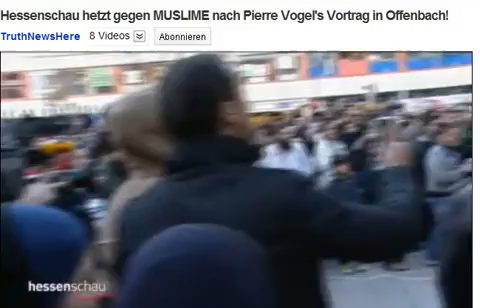 Hessenschau hetzt gegen MUSLIME nach Pierre Vogel's Vortrag in Offenbach!
TruthNewsHere 8 Videos Abonnieren
hessenschau